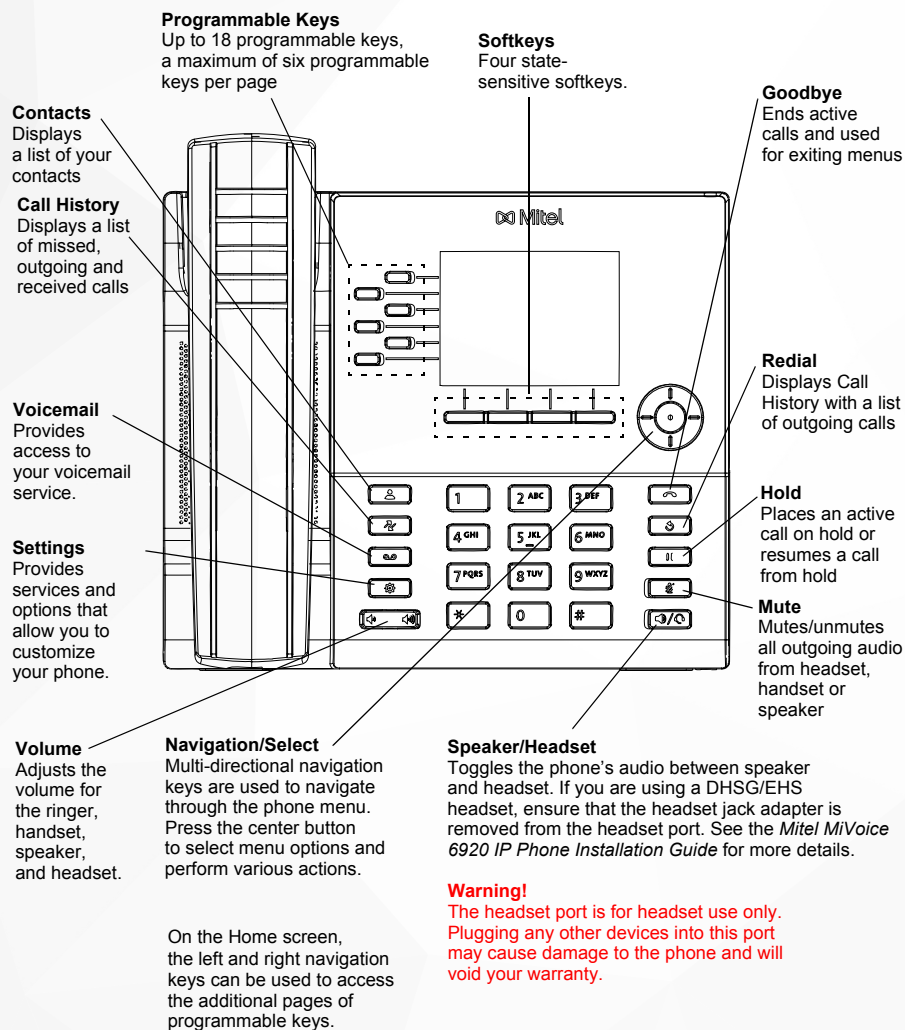 Programmable Keys
Up to 18 programmable keys,
a maximum of six programmable
keys per page
Softkeys
Four state-
sensitive softkeys.
Goodbye
Ends active
calls and used
for exiting menus
Contacts
Displays
a list of your
contacts
Call History
Displays a list
of missed,
outgoing and
received calls
Mitel
Redial
Displays Call
History with a list
of outgoing calls
Voicemail
Provides
access to
your voicemail
service.
1
2 ABC
3 DEF
4 GHI
5 JKL
6 MNO
7 PQRS
8 TUV
9 WXYZ
*
0
#
Hold
Places an active
call on hold or
resumes a call
from hold
Settings
Provides
services and
options that
allow you to
customize
your phone.
Mute
Mutes/unmutes
all outgoing audio
from headset,
handset or
speaker
Volume
Adjusts the
volume for
the ringer,
handset,
speaker,
and headset.
Navigation/Select
Multi-directional navigation
keys are used to navigate
through the phone menu.
Press the center button
to select menu options and
perform various actions.
On the Home screen,
the left and right navigation
keys can be used to access
the additional pages of
programmable keys.
Speaker/Headset
Toggles the phone’s audio between speaker
and headset. If you are using a DHSG/EHS
headset, ensure that the headset jack adapter is
removed from the headset port. See the Mitel MiVoice
6920 IP Phone Installation Guide for more details.
Warning!
The headset port is for headset use only.
Plugging any other devices into this port
may cause damage to the phone and will
void your warranty.